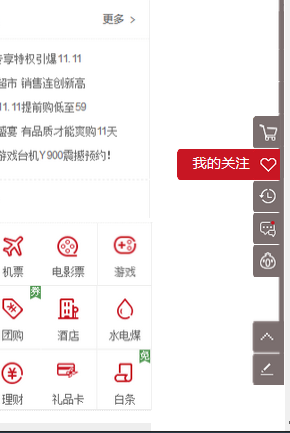 更多 >
专享特权引爆11.11
超市 销售连创新高
11.11提前购低至59
盛宴 有品质才能爽购11天
游戏台机Y900震撼预约！
我的关注
机票 电影票 游戏
券
团购 酒店 水电煤
免
理财 礼品卡 白条